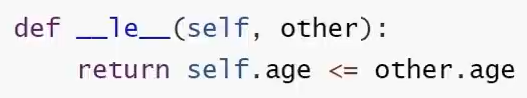 def __le__(self, other):
    return self.age <= other.age